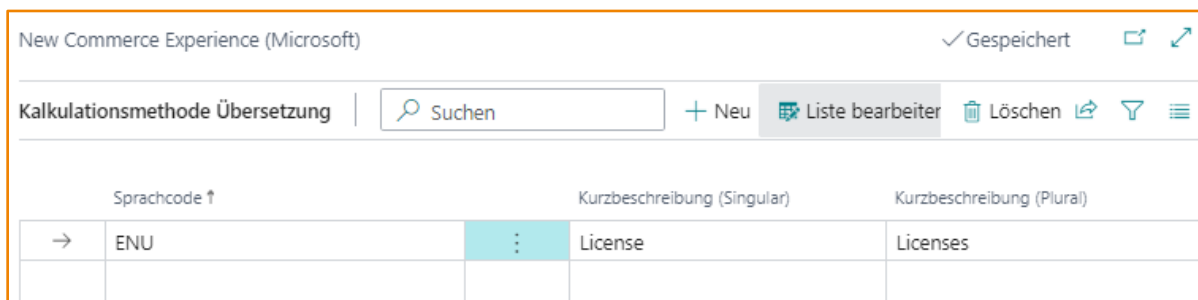 New Commerce Experience (Microsoft) Gespeichert
Kalkulationsmethode Übersetzung Suchen Neu Liste bearbeiter Löschen
Sprachcode ↑ Kurzbeschreibung (Singular) Kurzbeschreibung (Plural)
ENU License Licenses